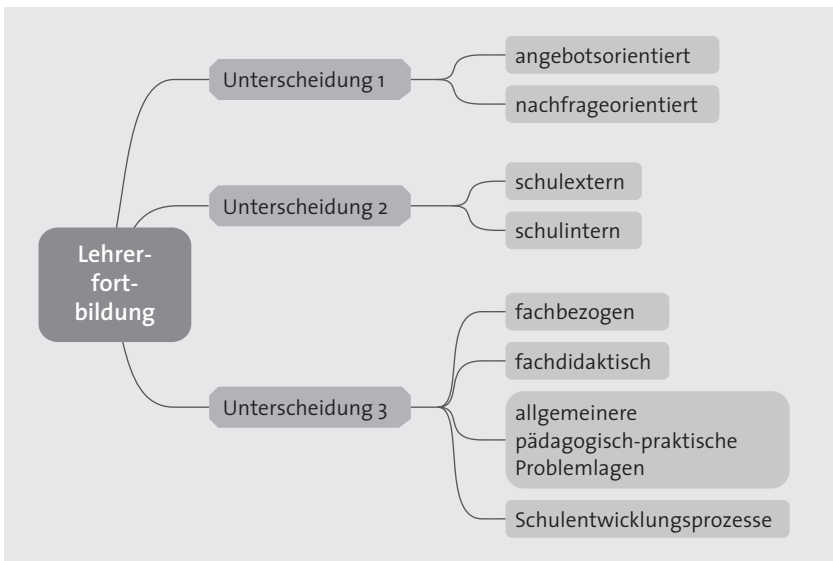 Lehrer-
fort-
bildung
Unterscheidung 1
angebotsorientiert
nachfrageorientiert
Unterscheidung 2
schulextern
schulintern
Unterscheidung 3
fachbezogen
fachdidaktisch
allgemeinere
pädagogisch-praktische
Problemlagen
Schulentwicklungsprozesse